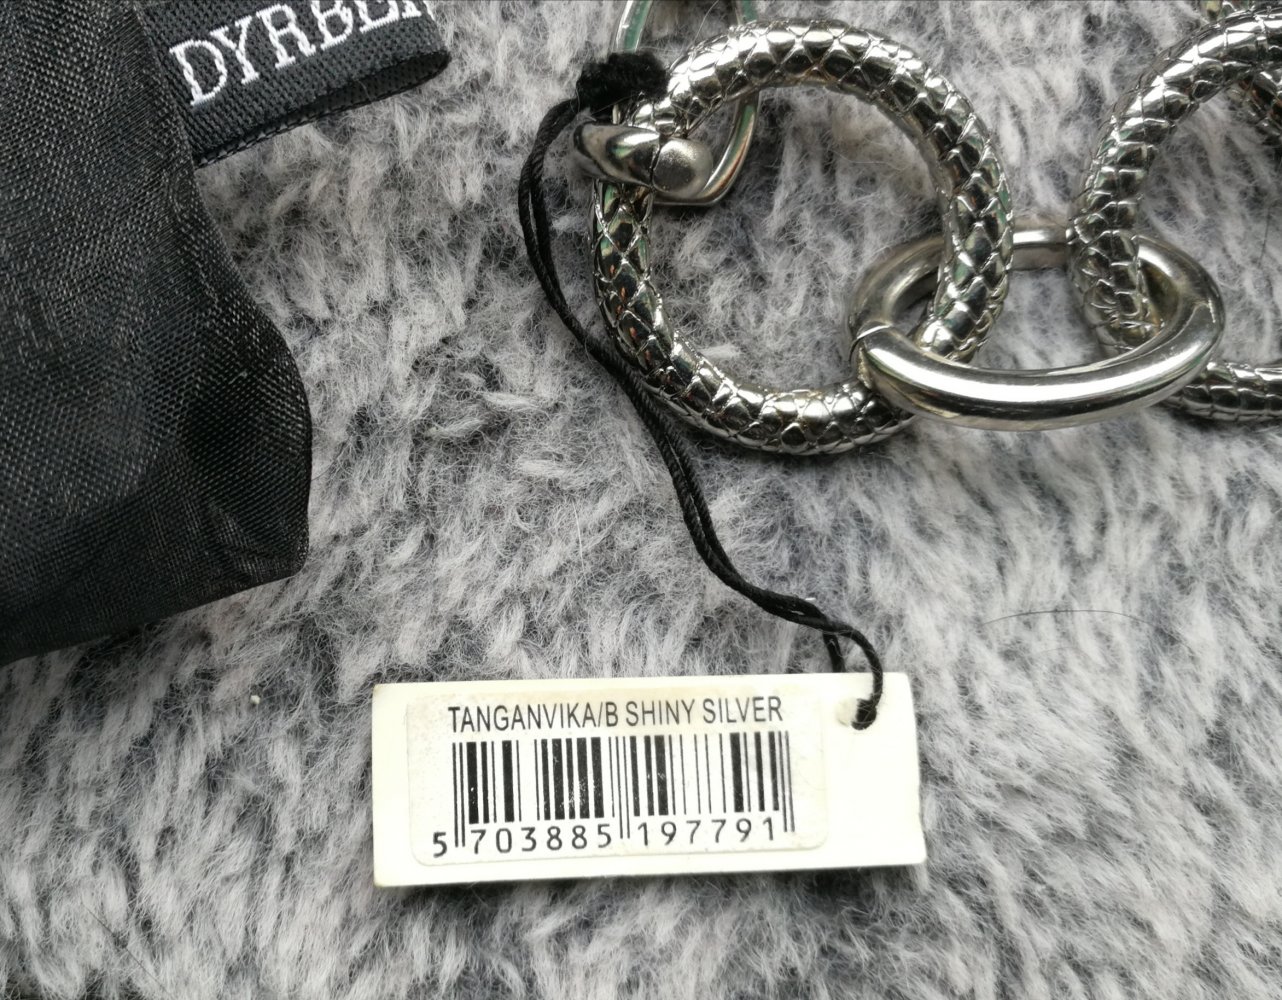 DYRBER
TANGANVIKA/B SHINY SILVER
5 703885 197791